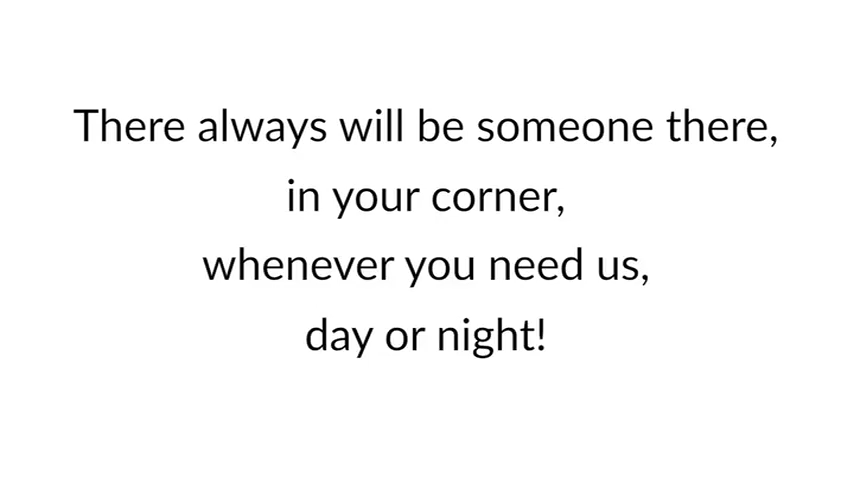 There always will be someone there,
in your corner,
whenever you need us,
day or night!